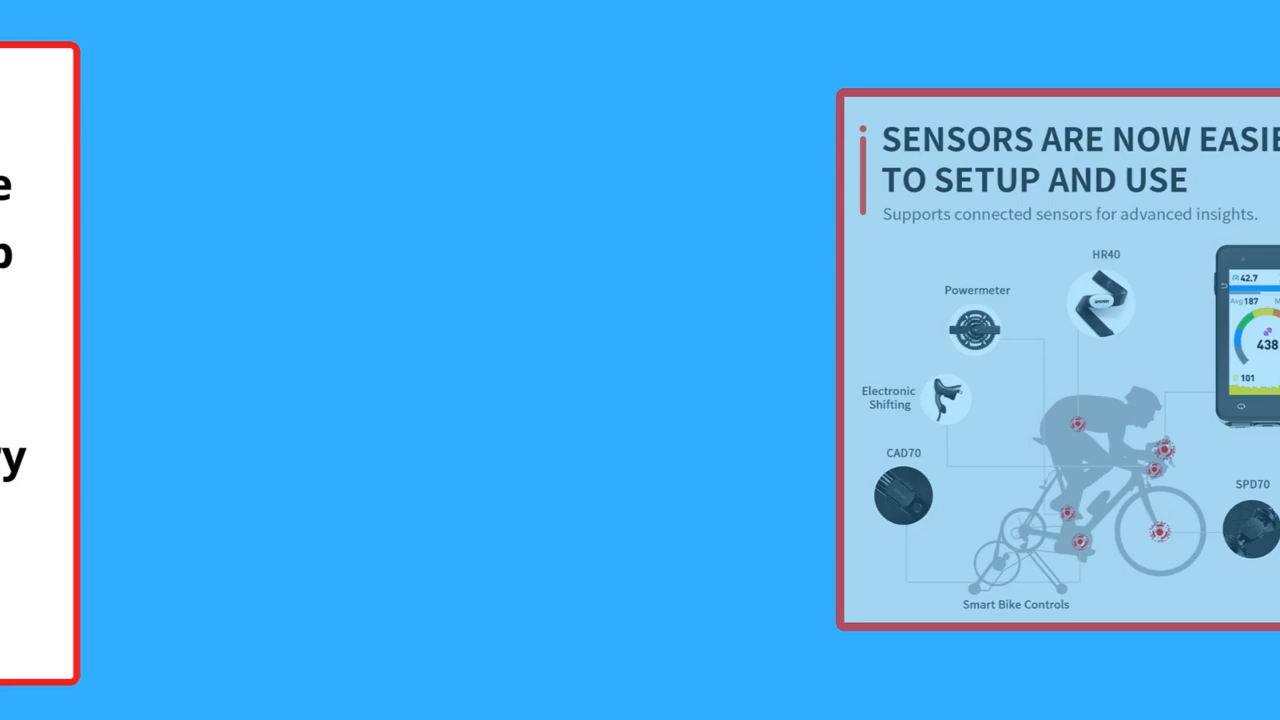 e
p
ry
SENSORS ARE NOW EASIE
TO SETUP AND USE
Supports connected sensors for advanced insights.
HR40
Powermeter
42.7
Avg 187 M
438
101
Electronic
Shifting
CAD70
SPD70
Smart Bike Controls